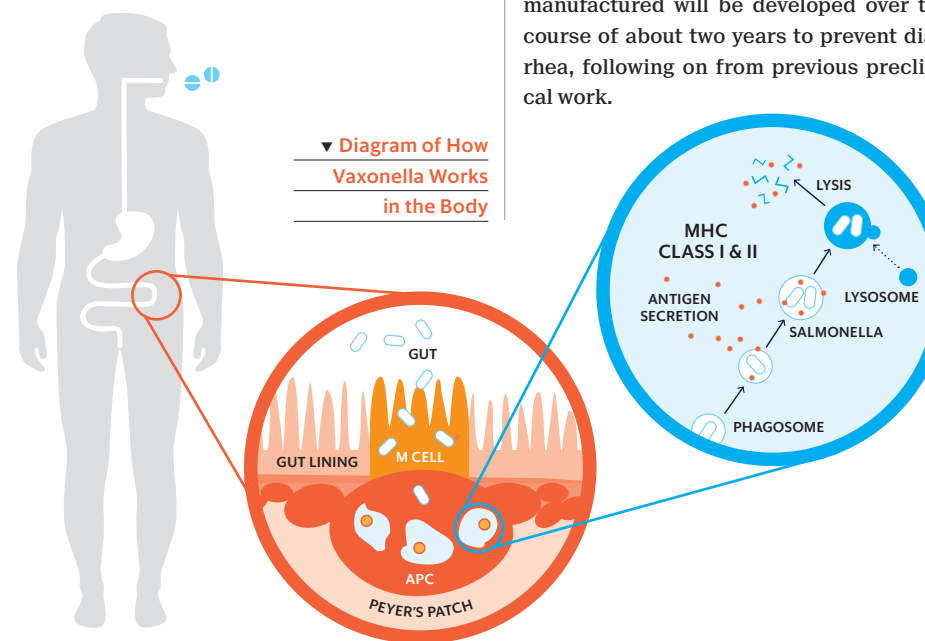 manufactured will be developed over t
course of about two years to prevent dia
rhea, following on from previous precli
cal work.
▼ Diagram of How
Vaxonella Works
in the Body
LYSIS
MHC
CLASS I & II
ANTIGEN
SECRETION
LYSOSOME
SALMONELLA
PHAGOSOME
GUT
GUT LINING
M CELL
APC
PEYER'S PATCH